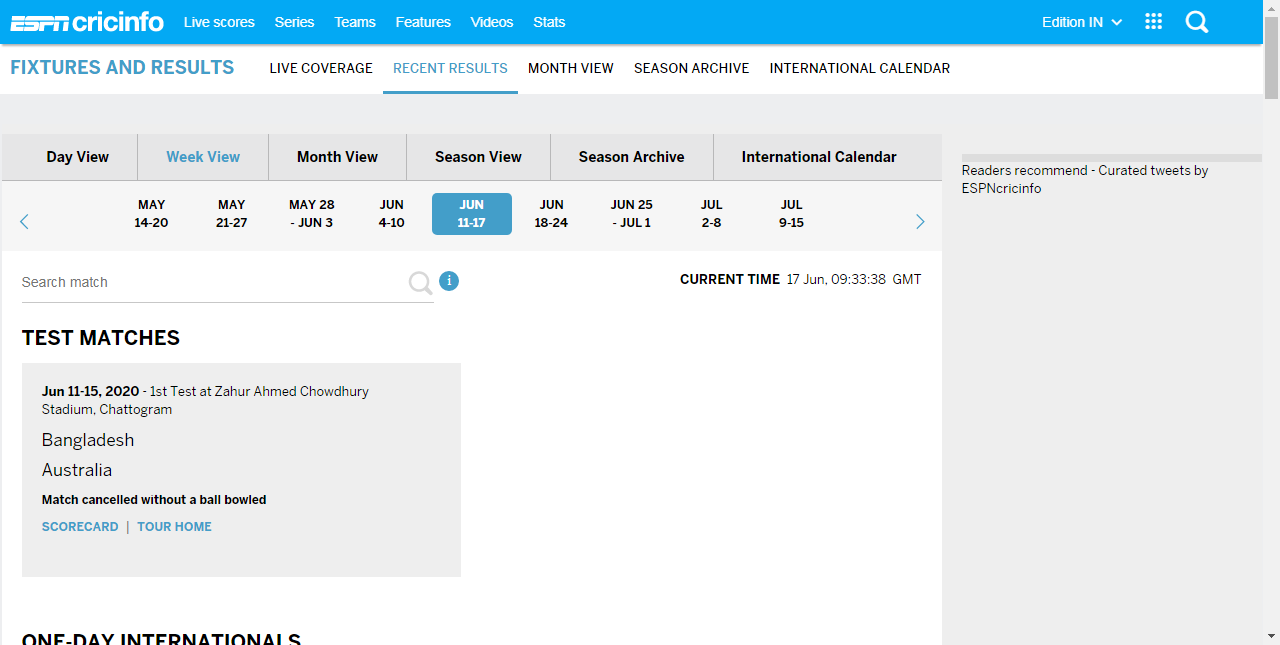 ESPN cricinfo Live scores Series Teams Features Videos Stats Edition IN
FIXTURES AND RESULTS LIVE COVERAGE RECENT RESULTS MONTH VIEW SEASON ARCHIVE INTERNATIONAL CALENDAR
Day View Week View Month View Season View Season Archive International Calendar
MAY 14-20
MAY 21-27
MAY 28 - JUN 3
JUN 4-10
JUN 11-17
JUN 18-24
JUN 25 - JUL 1
JUL 2-8
JUL 9-15
Readers recommend - Curated tweets by
ESPNcricinfo
Search match i CURRENT TIME 17 Jun, 09:33:38 GMT
TEST MATCHES
Jun 11-15, 2020 - 1st Test at Zahur Ahmed Chowdhury
Stadium, Chattogram
Bangladesh
Australia
Match cancelled without a ball bowled
SCORECARD | TOUR HOME
ONE-DAY INTERNATIONALS